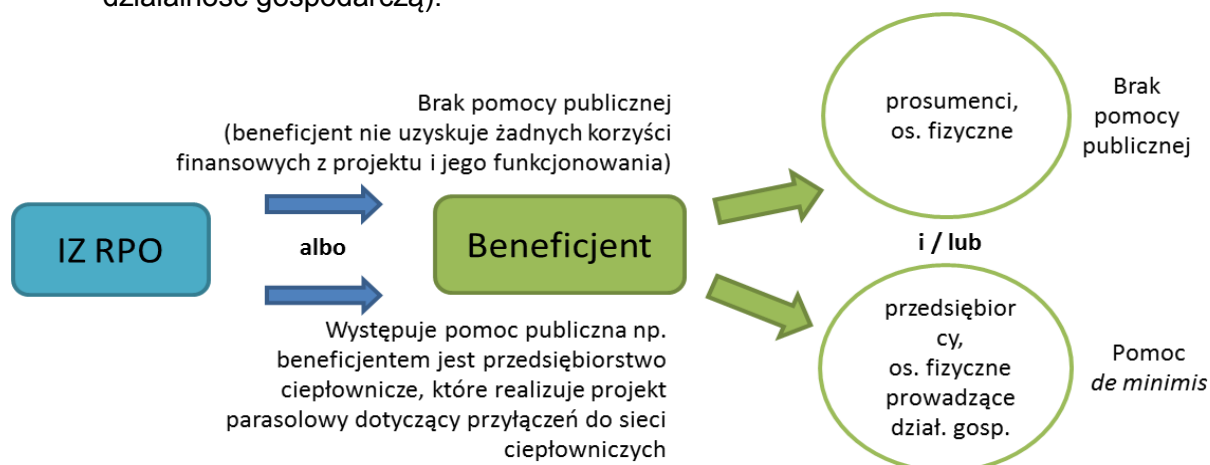 działalność gospodarczą).
Brak pomocy publicznej
(beneficjent nie uzyskuje żadnych korzyści
finansowych z projektu i jego funkcjonowania)
IZ RPO
albo
Beneficjent
Występuje pomoc publiczna np.
beneficjentem jest przedsiębiorstwo
ciepłownicze, które realizuje projekt
parasolowy dotyczący przyłączeń do sieci
ciepłowniczych
prosumenci,
os. fizyczne
Brak
pomocy
publicznej
i / lub
przedsiębior
cy,
os. fizyczne
prowadzące
dział. gosp.
Pomoc
de minimis